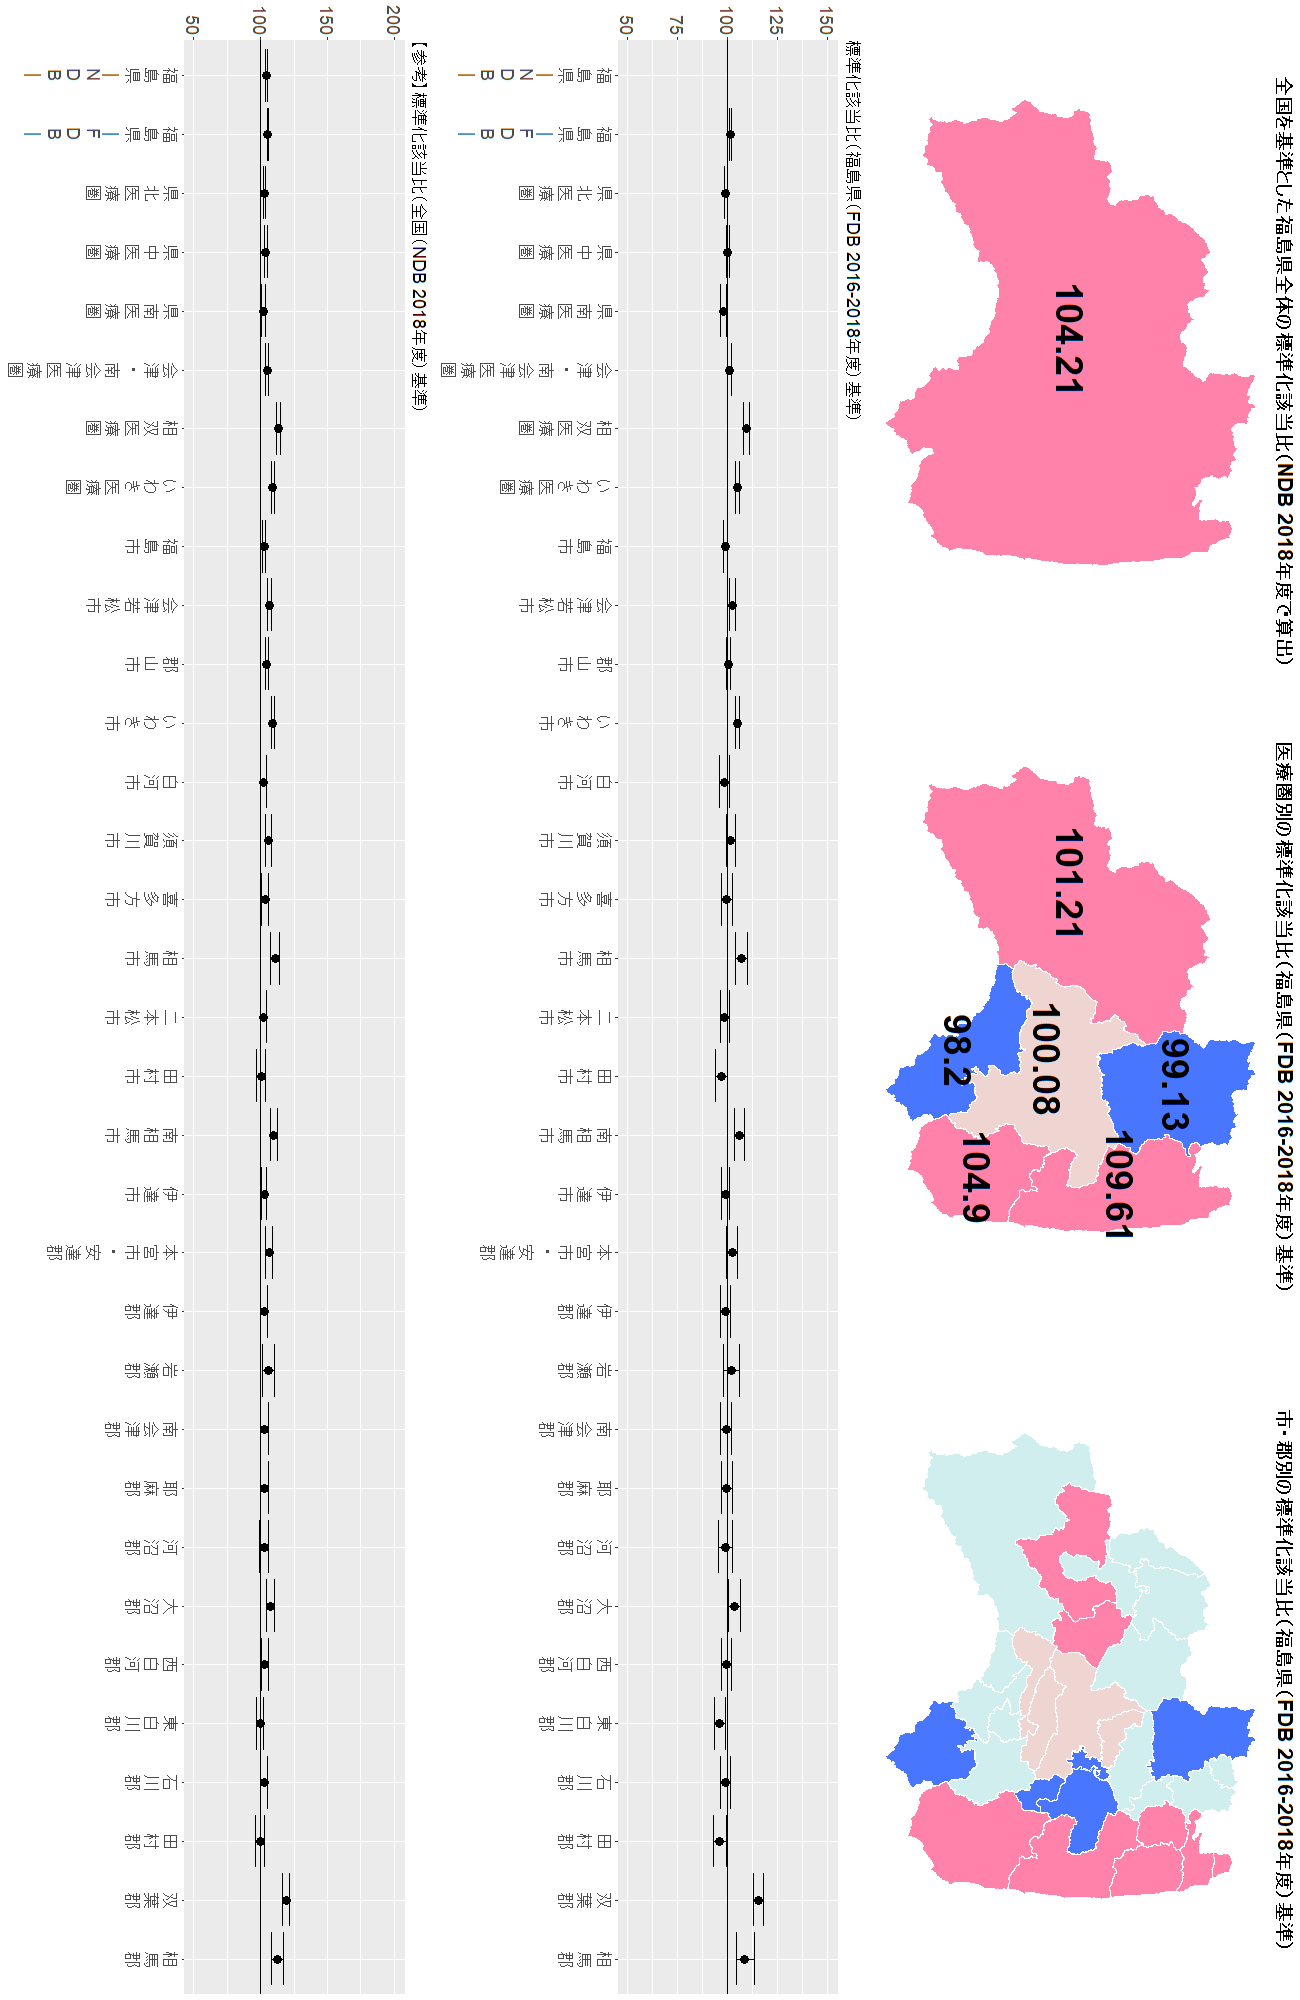 全国を基準とした福島県全体の標準化該当比(NDB 2018年度で算出)
医療圏別の標準化該当比(福島県(FDB 2016-2018年度)基準)
市・郡別の標準化該当比(福島県(FDB 2016-2018年度)基準)
104.21
101.21
99.13
100.08
109.61
98.2
104.9
標準化該当比(福島県(FDB 2016-2018年度)基準)
150
125
100
75
50
福島県|NDB|
福島県|FDB|
県北医療圏
県中医療圏
県南医療圏
会津・南会津医療圏
相双医療圏
いわき医療圏
福島市
会津若松市
郡山市
いわき市
白河市
須賀川市
喜多方市
相馬市
二本松市
田村市
南相馬市
伊達市
本宮市・安達郡
伊達郡
岩瀬郡
南会津郡
耶麻郡
河沼郡
大沼郡
西白河郡
東白川郡
石川郡
田村郡
双葉郡
相馬郡
【参考】標準化該当比(全国(NDB 2018年度)基準)
200
150
100
50
福島県|NDB|
福島県|FDB|
県北医療圏
県中医療圏
県南医療圏
会津・南会津医療圏
相双医療圏
いわき医療圏
福島市
会津若松市
郡山市
いわき市
白河市
須賀川市
喜多方市
相馬市
二本松市
田村市
南相馬市
伊達市
本宮市・安達郡
伊達郡
岩瀬郡
南会津郡
耶麻郡
河沼郡
大沼郡
西白河郡
東白川郡
石川郡
田村郡
双葉郡
相馬郡